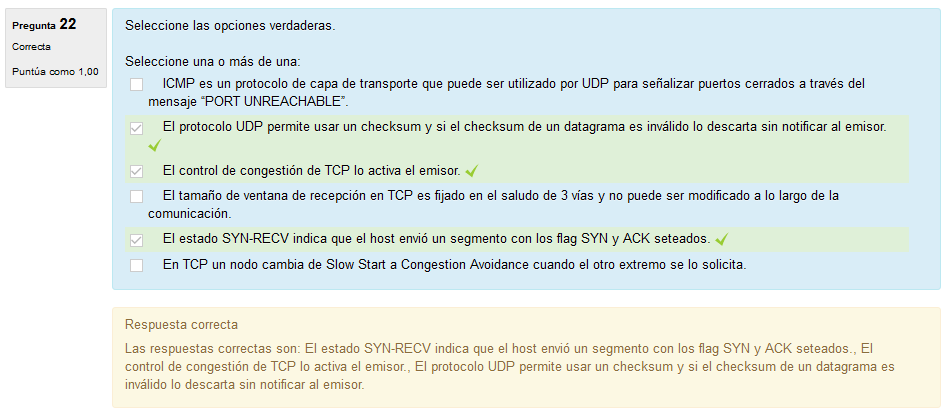 Pregunta 22
Correcta
Puntúa como 1,00
Seleccione las opciones verdaderas.
Seleccione una o más de una:
ICMP es un protocolo de capa de transporte que puede ser utilizado por UDP para señalizar puertos cerrados a través del
mensaje “PORT UNREACHABLE”.
El protocolo UDP permite usar un checksum y si el checksum de un datagrama es inválido lo descarta sin notificar al emisor.
El control de congestión de TCP lo activa el emisor.
El tamaño de ventana de recepción en TCP es fijado en el saludo de 3 vías y no puede ser modificado a lo largo de la
comunicación.
El estado SYN-RECV indica que el host envió un segmento con los flag SYN y ACK seteados.
En TCP un nodo cambia de Slow Start a Congestion Avoidance cuando el otro extremo se lo solicita.
Respuesta correcta
Las respuestas correctas son: El estado SYN-RECV indica que el host envió un segmento con los flag SYN y ACK seteados., El
control de congestión de TCP lo activa el emisor., El protocolo UDP permite usar un checksum y si el checksum de un datagrama es
inválido lo descarta sin notificar al emisor.